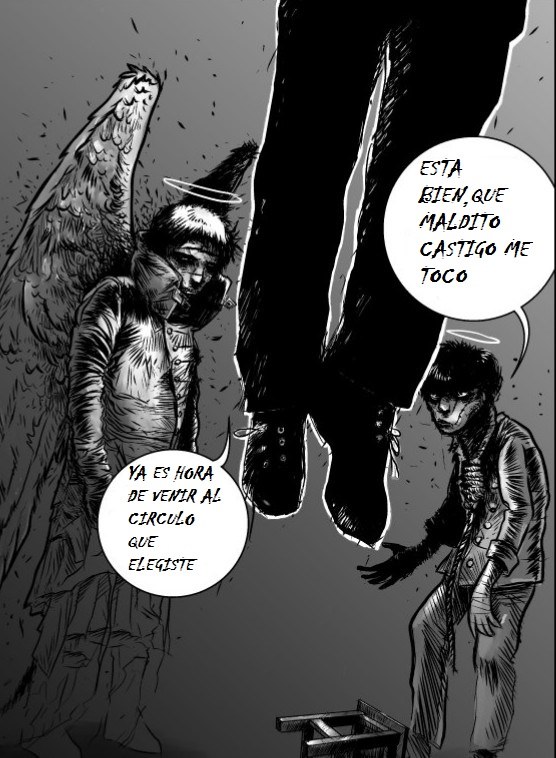 YA ES HORA
DE VENIR AL
CIRCULO
QUE
ELEGISTE
ESTA
BIEN, QUE
MALDITO
CASTIGO ME
TOCO